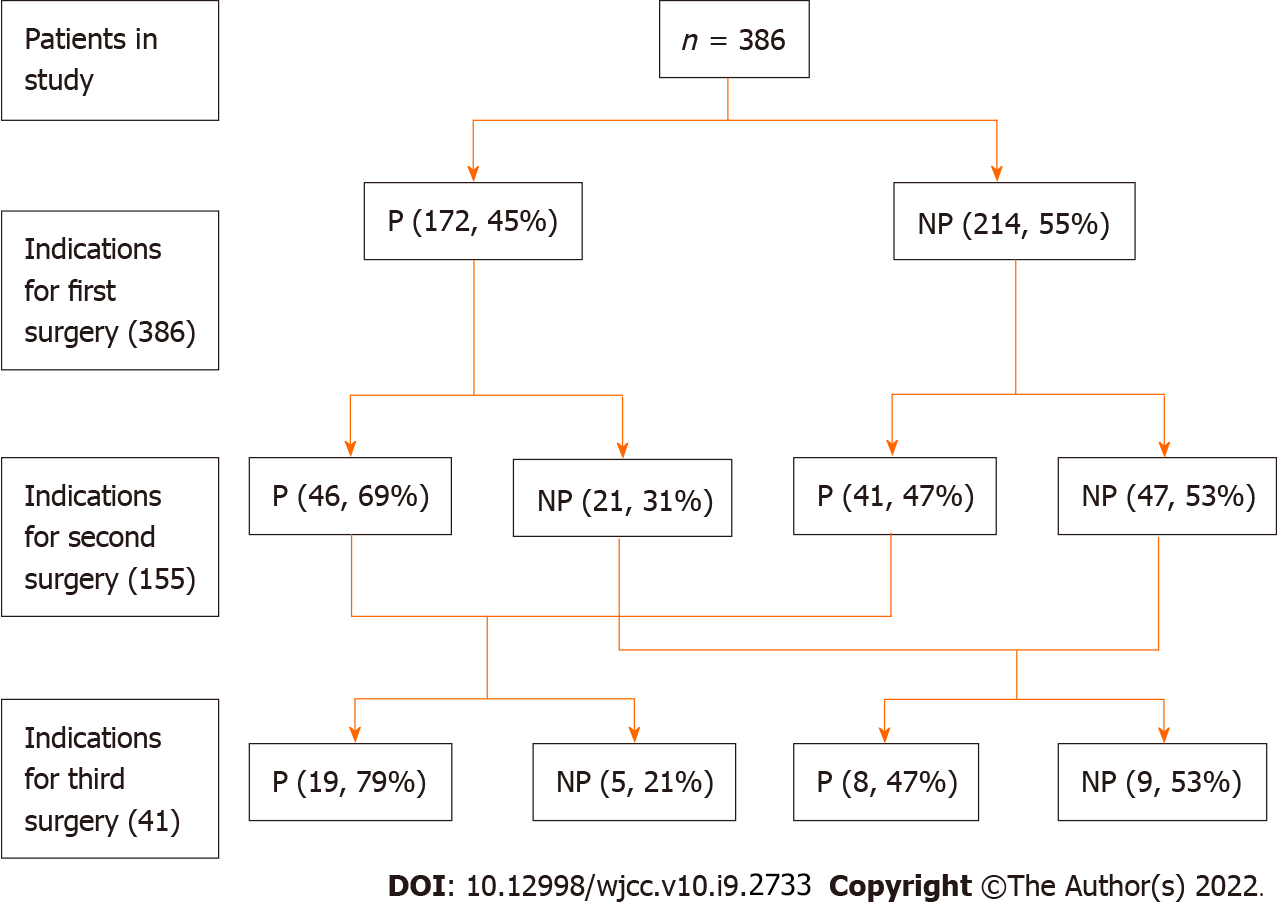 Patients in
study
n = 386
P (172, 45%)
NP (214, 55%)
Indications
for first
surgery (386)
P (46, 69%)
NP (21, 31%)
P (41, 47%)
NP (47, 53%)
Indications
for second
surgery (155)
P (19, 79%)
NP (5, 21%)
P (8, 47%)
NP (9, 53%)
Indications
for third
surgery (41)
DOI: 10.12998/wjcc.v10.i9.2733 Copyright ©The Author(s) 2022.